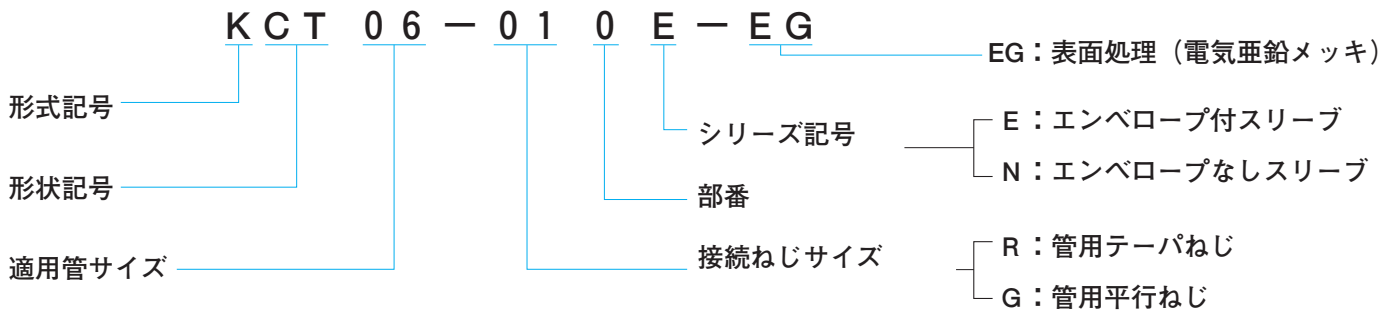 KCT 06 － 01 0 E － EG
EG：表面処理（電気亜鉛メッキ）
形式記号
シリーズ記号
E：エンベロープ付スリーブ
N：エンベロープなしスリーブ
形状記号
部番
適用管サイズ
接続ねじサイズ
R：管用テーパねじ
G：管用平行ねじ